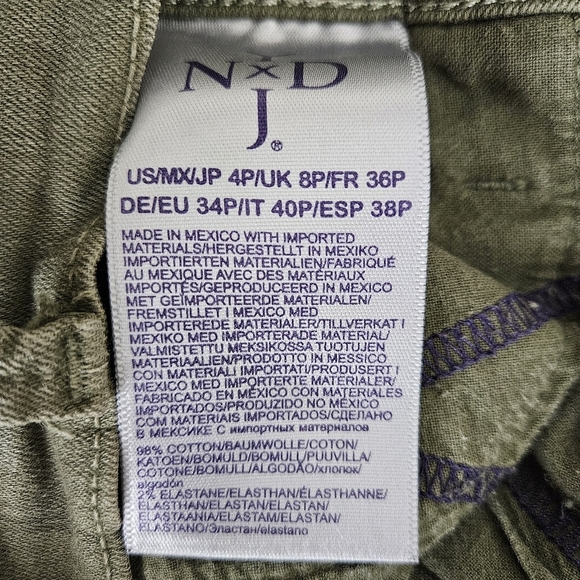 NYD
×
J®
US/MX/JP 4P/UK 8P/FR 36P
DE/EU 34P/IT 40P/ESP 38P
MADE IN MEXICO WITH IMPORTED
MATERIALS/HERGESTELLT IN MEXIKO
IMPORTIERTEN MATERIALIEN/FABRIQUÉ
AU MEXIQUE AVEC DES MATÉRIAUX
IMPORTÉS/GEPRODUCEERD IN MEXICO
MET GEÏMPORTEERDE MATERIALEN/
FREMSTILLET I MEXICO MED
IMPORTEREDE MATERIALER/TILLVERKAT I
MEXIKO MED IMPORTERADE MATERIAL/
VALMISTETTU MEKSIKOSSA TUOTUJEN
MATERIAALIEN/PRODOTTO IN MESSICO
CON MATERIALI IMPORTATI/PRODUSERT I
MEXICO MED IMPORTERTE MATERIALER/
FABRICADO EN MÉXICO CON MATERIALES
IMPORTADOS/PRODUZIDO NO MÉXICO
COM MATERIAIS IMPORTADOS/СДЕЛАНО
В МЕКСИКЕ С импортных материалов
98% COTTON/BAUMWOLLE/COTON/
KATOEN/BOMULD/BOMULL/PUUVILLA/
COTONE/BOMULL/ALGODÃO/хлопок/
algodón
2% ELASTANE/ELASTHAN/ÉLASTHANNE/
ELASTHAN/ELASTAN/ELASTAN/
ELASTAANIA/ELASTAM/ELASTAN/
ELASTANO/Эластан/elastano